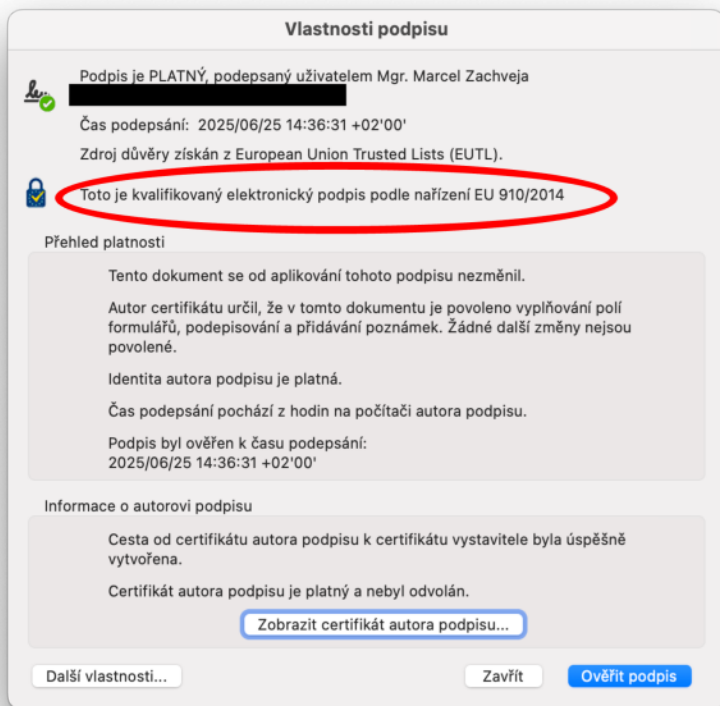 Vlastnosti podpisu
Podpis je PLATNÝ, podepsaný uživatelem Mgr. Marcel Zachveja
Čas podepsání: 2025/06/25 14:36:31 +02'00'
Zdroj důvěry získán z European Union Trusted Lists (EUTL).
Toto je kvalifikovaný elektronický podpis podle nařízení EU 910/2014
Přehled platnosti
Tento dokument se od aplikování tohoto podpisu nezměnil.
Autor certifikátu určil, že v tomto dokumentu je povoleno vyplňování polí
formulářů, podepisování a přidávání poznámek. Žádné další změny nejsou
povolené.
Identita autora podpisu je platná.
Čas podepsání pochází z hodin na počítači autora podpisu.
Podpis byl ověřen k času podepsání:
2025/06/25 14:36:31 +02'00'
Informace o autorovi podpisu
Cesta od certifikátu autora podpisu k certifikátu vystavitele byla úspěšně
vytvořena.
Certifikát autora podpisu je platný a nebyl odvolán.
Zobrazit certifikát autora podpisu...
Další vlastnosti...
Zavřít
Ověřit podpis